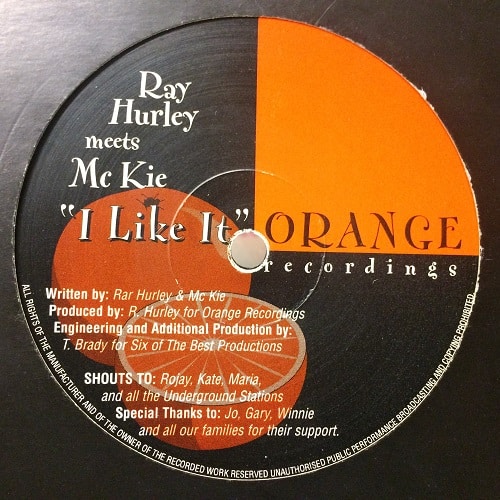 Ray
Hurley
meets
Mc Kie
"I Like It"
ORANGE
recordings
Written by: Rar Hurley & Mc Kie
Produced by: R. Hurley for Orange Recordings
Engineering and Additional Production by:
T. Brady for Six of The Best Productions
SHOUTS TO: Rojay, Kate, Maria,
and all the Underground Stations
Special Thanks to: Jo, Gary, Winnie
and all our families for their support.
ALL RIGHTS OF THE MANUFACTURER AND OF THE OWNER OF THE RECORDED WORK RESERVED UNAUTHORISED PUBLIC PERFORMANCE BROADCASTING AND COPYING PROHIBITED